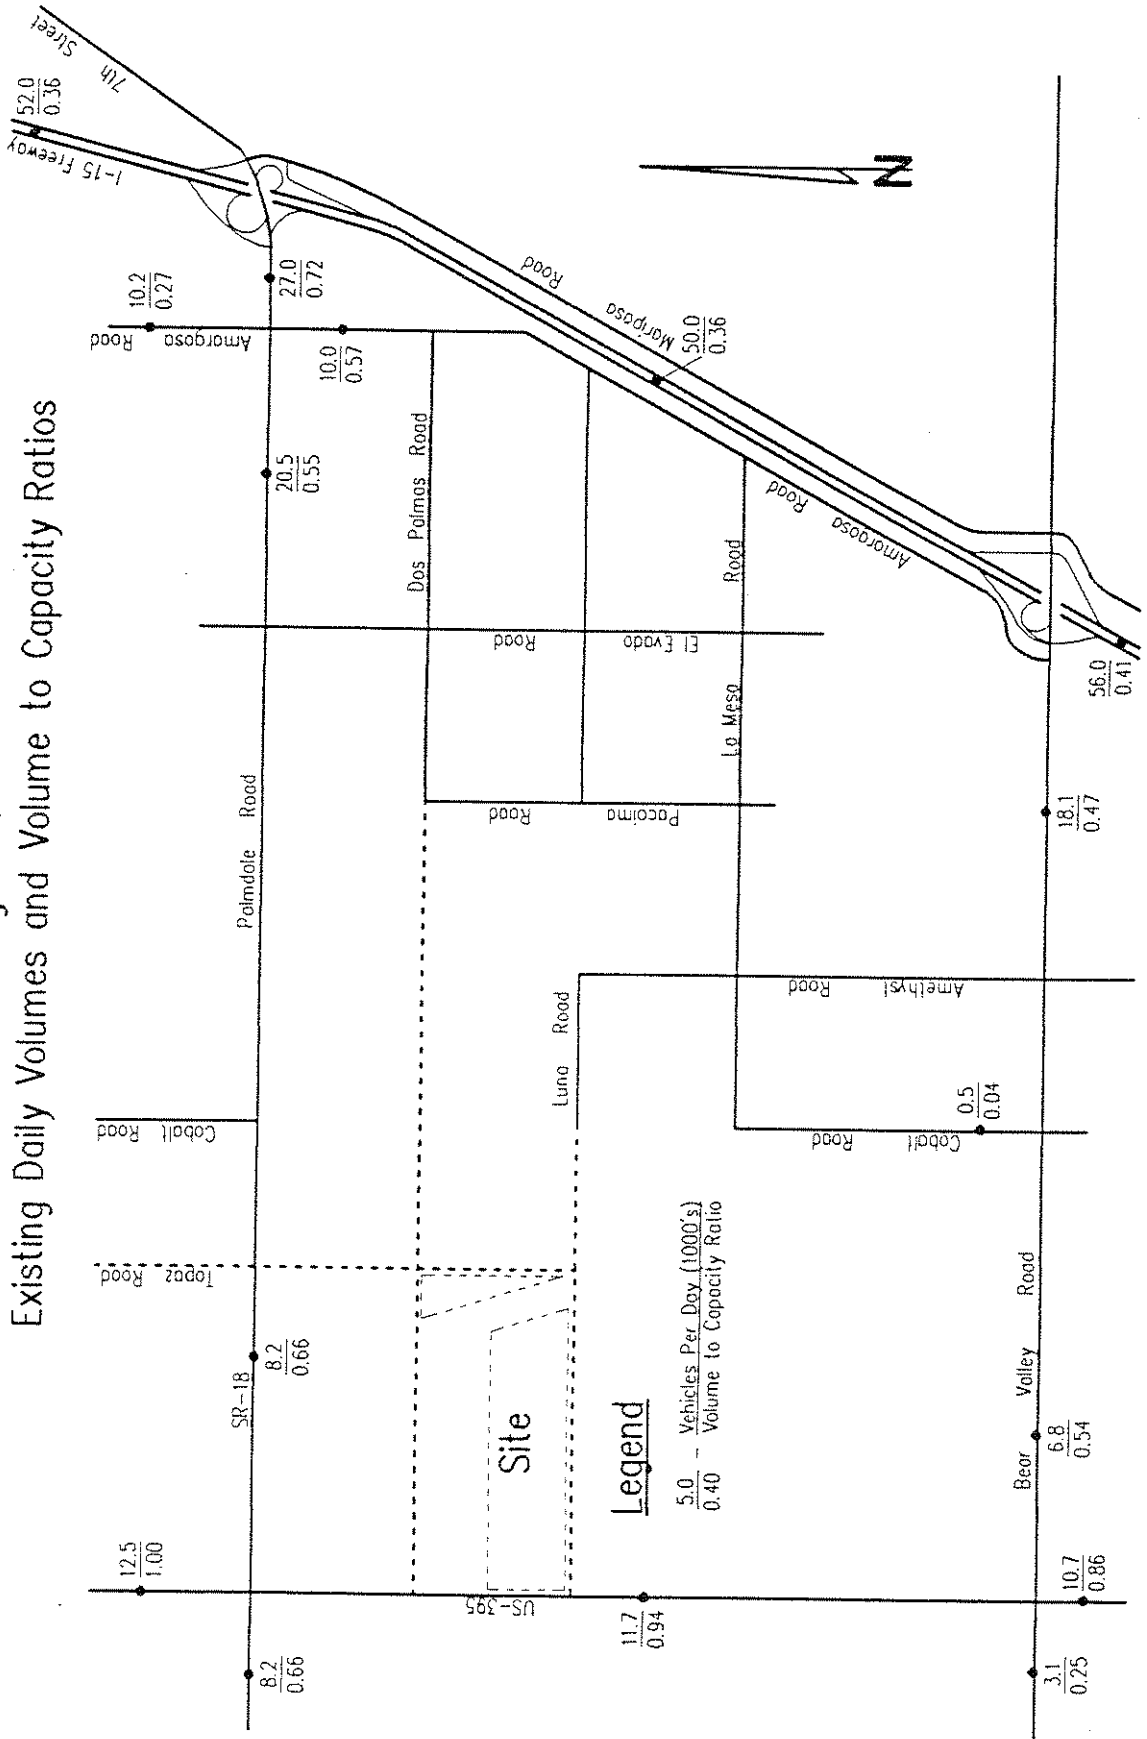 Existing Daily Volumes and Volume to Capacity Ratios
7th Street
I-15 Freeway
52.0
0.36
10.2
0.27
Amargosa Road
27.0
0.72
10.0
0.57
20.5
0.55
Palmdale Road
Cobalt Road
Topaz Road
SR-18
8.2
0.66
12.5
1.00
8.2
0.66
Dos Palmas Road
Mariposa Road
50.0
0.36
El Evado Road
Pacoima Road
La Mesa Road
Amargosa Road
N
Luna Road
Amethyst Road
Cobalt Road
0.5
0.04
Site
US-395
11.7
0.94
Legend
5.0 – Vehicles Per Day (1000's)
0.40 Volume to Capacity Ratio
56.0
0.41
18.1
0.47
Bear Valley Road
6.8
0.54
10.7
0.86
3.1
0.25